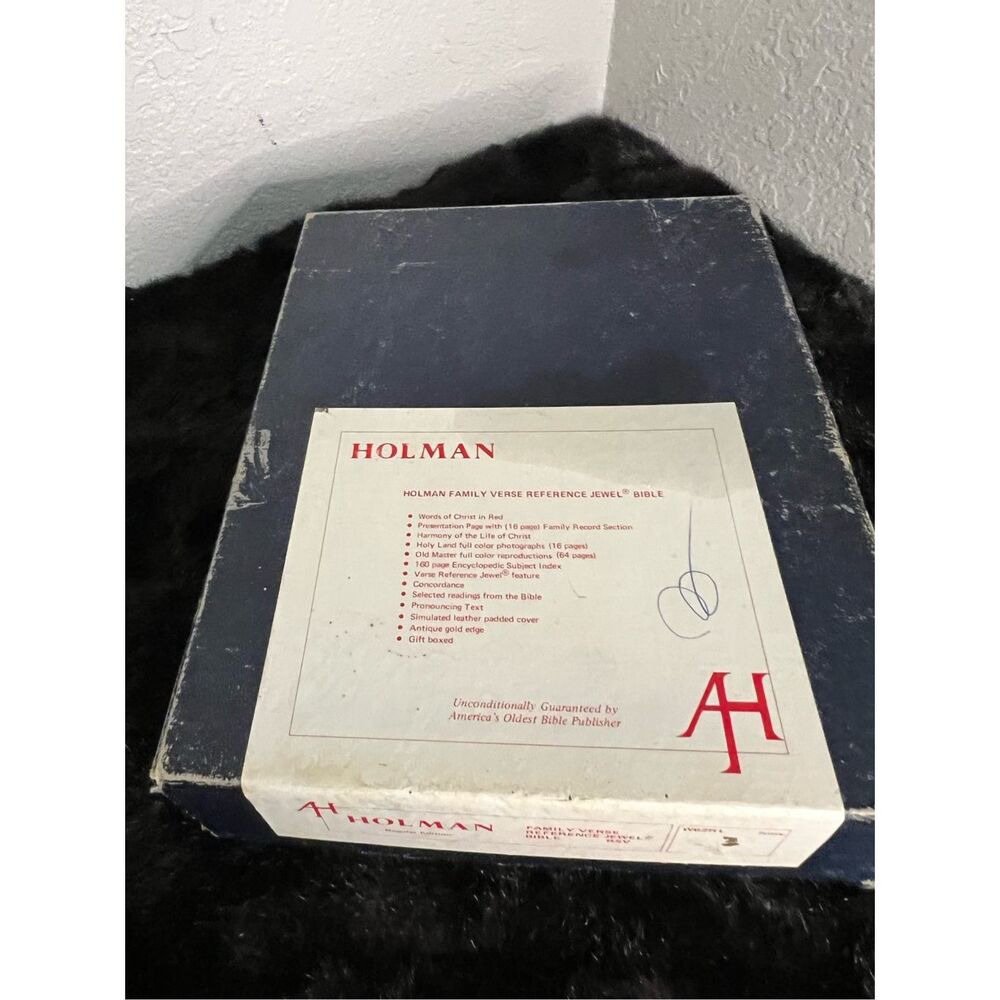 HOLMAN
HOLMAN FAMILY VERSE REFERENCE JEWEL® BIBLE
• Words of Christ in Red
• Presentation Page with (16 page) Family Record Section
• Harmony of the Life of Christ
• Holy Land full color photographs (16 pages)
• Old Master full color reproductions (64 pages)
• 160 page Encyclopedic Subject Index
• Verse Reference Jewel® feature
• Concordance
• Selected readings from the Bible
• Pronouncing Text
• Simulated leather padded cover
• Antique gold edge
• Gift boxed
Unconditionally Guaranteed by
America's Oldest Bible Publisher
AH
AH HOLMAN
FAMILY VERSE
REFERENCE JEWEL®
BIBLE RSV
3